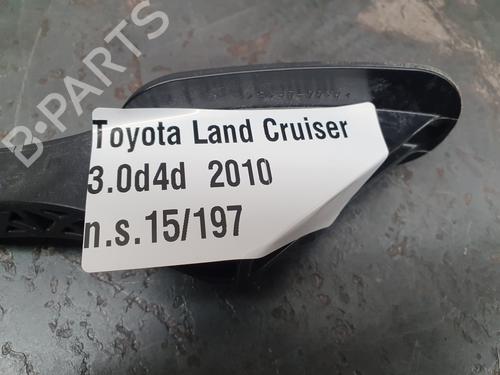 B-PARTS
Toyota Land Cruiser
3.0d4d 2010
n.s.15/197